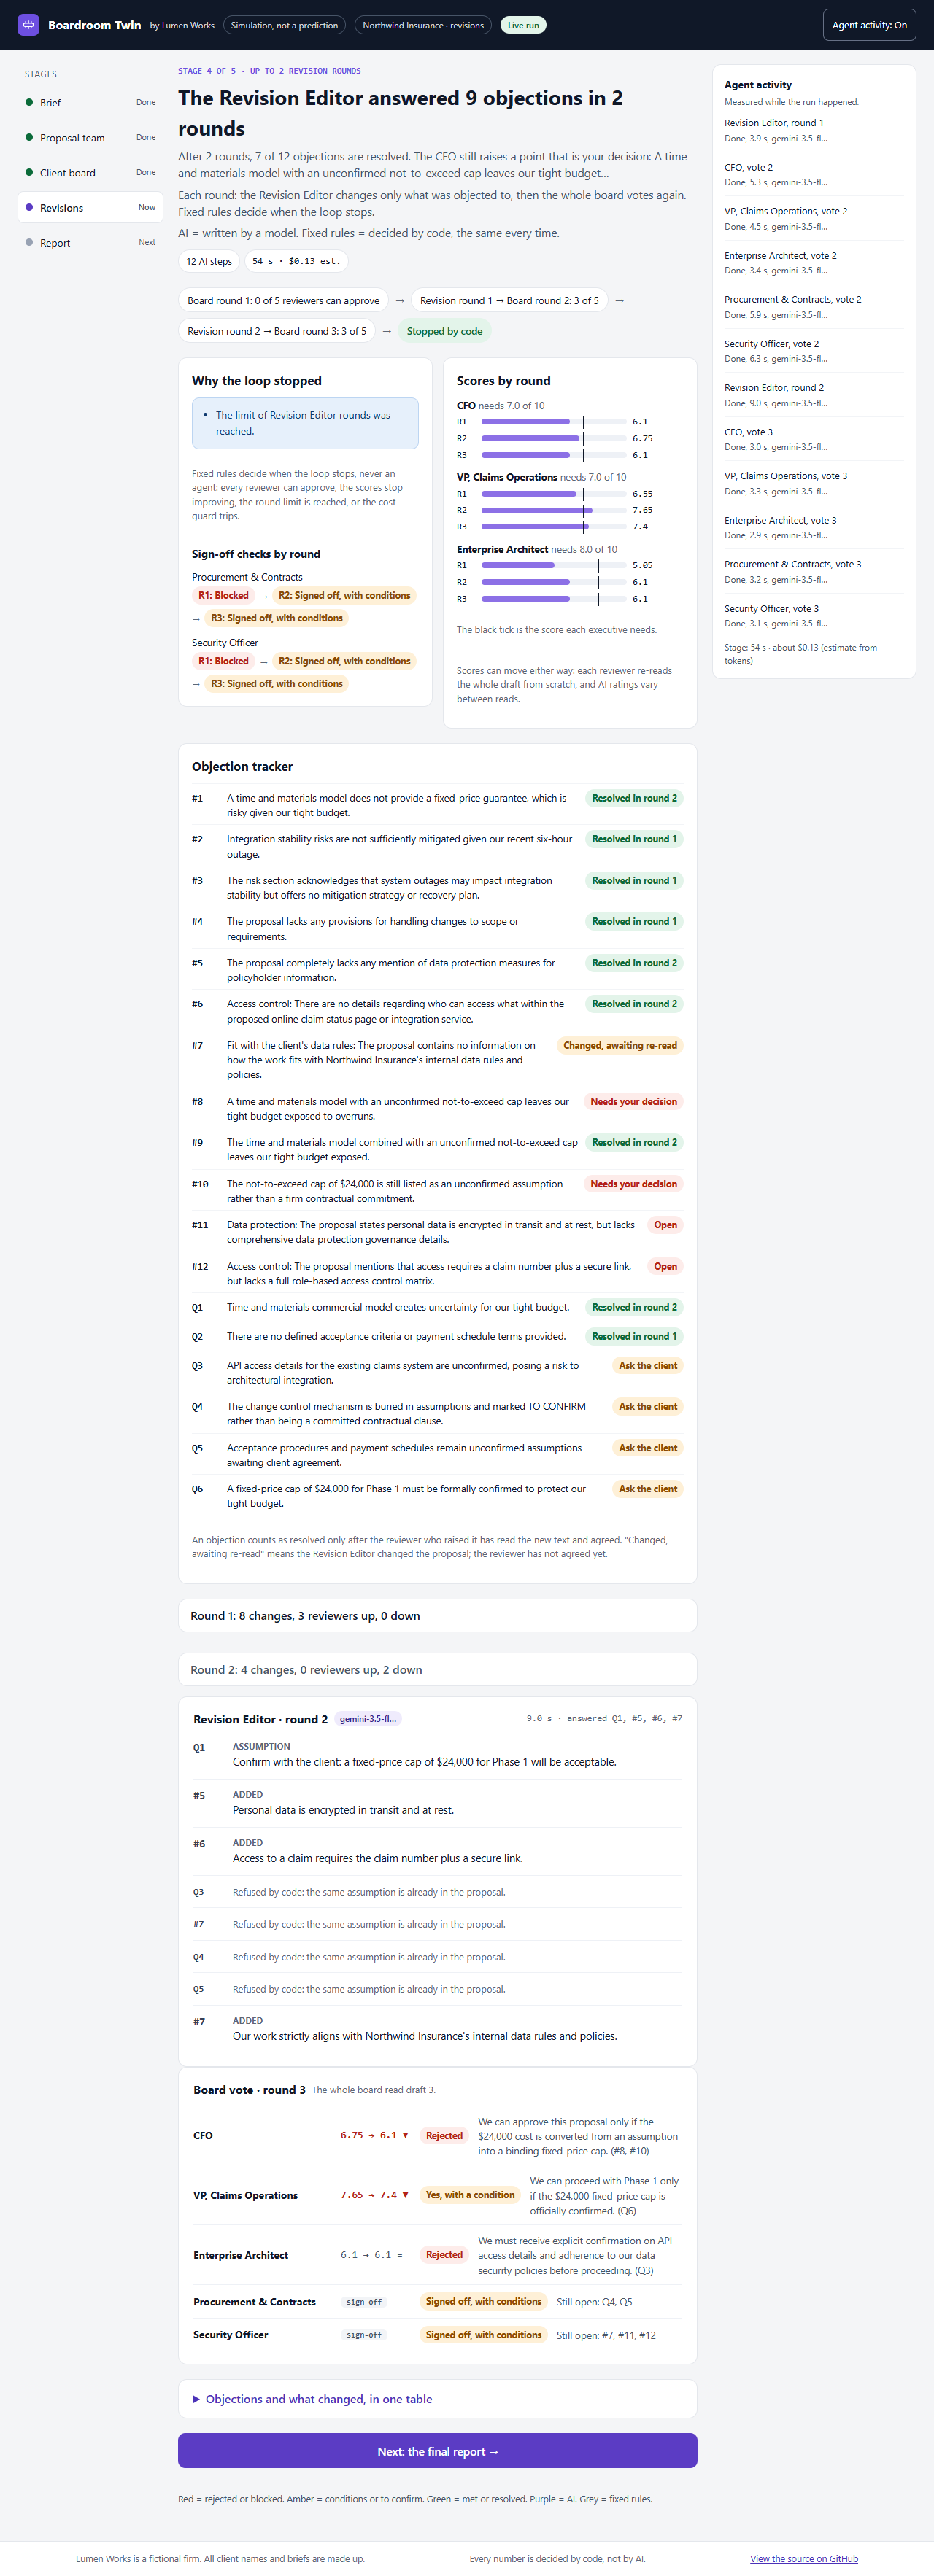 Boardroom Twin by Lumen Works Simulation, not a prediction Northwind Insurance · revisions Live run Agent activity: On
STAGES
Brief Done
Proposal team Done
Client board Done
Revisions Now
Report Next
STAGE 4 OF 5 · UP TO 2 REVISION ROUNDS
The Revision Editor answered 9 objections in 2
rounds
After 2 rounds, 7 of 12 objections are resolved. The CFO still raises a point that is your decision: A time
and materials model with an unconfirmed not-to-exceed cap leaves our tight budget...
Each round: the Revision Editor changes only what was objected to, then the whole board votes again.
Fixed rules decide when the loop stops.
AI = written by a model. Fixed rules = decided by code, the same every time.
12 AI steps 54 s · $0.13 est.
Board round 1: 0 of 5 reviewers can approve → Revision round 1 → Board round 2: 3 of 5 →
Revision round 2 → Board round 3: 3 of 5 → Stopped by code
Why the loop stopped
• The limit of Revision Editor rounds was
reached.
Fixed rules decide when the loop stops, never an
agent: every reviewer can approve, the scores stop
improving, the round limit is reached, or the cost
guard trips.
Sign-off checks by round
Procurement & Contracts
R1: Blocked → R2: Signed off, with conditions
→ R3: Signed off, with conditions
Security Officer
R1: Blocked → R2: Signed off, with conditions
→ R3: Signed off, with conditions
Scores by round
CFO needs 7.0 of 10
R1 6.1
R2 6.75
R3 6.1
VP, Claims Operations needs 7.0 of 10
R1 6.55
R2 7.65
R3 7.4
Enterprise Architect needs 8.0 of 10
R1 5.05
R2 6.1
R3 6.1
The black tick is the score each executive needs.
Scores can move either way: each reviewer re-reads
the whole draft from scratch, and AI ratings vary
between reads.
Agent activity
Measured while the run happened.
Revision Editor, round 1
Done, 3.9 s, gemini-3.5-fl...
CFO, vote 2
Done, 5.3 s, gemini-3.5-fl...
VP, Claims Operations, vote 2
Done, 4.5 s, gemini-3.5-fl...
Enterprise Architect, vote 2
Done, 3.4 s, gemini-3.5-fl...
Procurement & Contracts, vote 2
Done, 5.9 s, gemini-3.5-fl...
Security Officer, vote 2
Done, 6.3 s, gemini-3.5-fl...
Revision Editor, round 2
Done, 9.0 s, gemini-3.5-fl...
CFO, vote 3
Done, 3.0 s, gemini-3.5-fl...
VP, Claims Operations, vote 3
Done, 3.3 s, gemini-3.5-fl...
Enterprise Architect, vote 3
Done, 2.9 s, gemini-3.5-fl...
Procurement & Contracts, vote 3
Done, 3.2 s, gemini-3.5-fl...
Security Officer, vote 3
Done, 3.1 s, gemini-3.5-fl...
Stage: 54 s · about $0.13 (estimate from
tokens)
Objection tracker
#1 A time and materials model does not provide a fixed-price guarantee, which is Resolved in round 2
risky given our tight budget.
#2 Integration stability risks are not sufficiently mitigated given our recent six-hour Resolved in round 1
outage.
#3 The risk section acknowledges that system outages may impact integration Resolved in round 1
stability but offers no mitigation strategy or recovery plan.
#4 The proposal lacks any provisions for handling changes to scope or Resolved in round 1
requirements.
#5 The proposal completely lacks any mention of data protection measures for Resolved in round 2
policyholder information.
#6 Access control: There are no details regarding who can access what within the Resolved in round 2
proposed online claim status page or integration service.
#7 Fit with the client's data rules: The proposal contains no information on Changed, awaiting re-read
how the work fits with Northwind Insurance's internal data rules and
policies.
#8 A time and materials model with an unconfirmed not-to-exceed cap leaves our Needs your decision
tight budget exposed to overruns.
#9 The time and materials model combined with an unconfirmed not-to-exceed cap Resolved in round 2
leaves our tight budget exposed.
#10 The not-to-exceed cap of $24,000 is still listed as an unconfirmed assumption Needs your decision
rather than a firm contractual commitment.
#11 Data protection: The proposal states personal data is encrypted in transit and at rest, but lacks Open
comprehensive data protection governance details.
#12 Access control: The proposal mentions that access requires a claim number plus a secure link, Open
but lacks a full role-based access control matrix.
Q1 Time and materials commercial model creates uncertainty for our tight budget. Resolved in round 2
Q2 There are no defined acceptance criteria or payment schedule terms provided. Resolved in round 1
Q3 API access details for the existing claims system are unconfirmed, posing a risk to Ask the client
architectural integration.
Q4 The change control mechanism is buried in assumptions and marked TO CONFIRM Ask the client
rather than being a committed contractual clause.
Q5 Acceptance procedures and payment schedules remain unconfirmed assumptions Ask the client
awaiting client agreement.
Q6 A fixed-price cap of $24,000 for Phase 1 must be formally confirmed to protect our Ask the client
tight budget.
An objection counts as resolved only after the reviewer who raised it has read the new text and agreed. "Changed,
awaiting re-read" means the Revision Editor changed the proposal; the reviewer has not agreed yet.
Round 1: 8 changes, 3 reviewers up, 0 down
Round 2: 4 changes, 0 reviewers up, 2 down
Revision Editor · round 2 gemini-3.5-fl... 9.0 s · answered Q1, #5, #6, #7
Q1 ASSUMPTION
Confirm with the client: a fixed-price cap of $24,000 for Phase 1 will be acceptable.
#5 ADDED
Personal data is encrypted in transit and at rest.
#6 ADDED
Access to a claim requires the claim number plus a secure link.
Q3 Refused by code: the same assumption is already in the proposal.
#7 Refused by code: the same assumption is already in the proposal.
Q4 Refused by code: the same assumption is already in the proposal.
Q5 Refused by code: the same assumption is already in the proposal.
#7 ADDED
Our work strictly aligns with Northwind Insurance's internal data rules and policies.
Board vote · round 3 The whole board read draft 3.
CFO 6.75 → 6.1 ▼ Rejected We can approve this proposal only if the
$24,000 cost is converted from an assumption
into a binding fixed-price cap. (#8, #10)
VP, Claims Operations 7.65 → 7.4 ▼ Yes, with a condition We can proceed with Phase 1 only
if the $24,000 fixed-price cap is
officially confirmed. (Q6)
Enterprise Architect 6.1 → 6.1 = Rejected We must receive explicit confirmation on API
access details and adherence to our data
security policies before proceeding. (Q3)
Procurement & Contracts sign-off Signed off, with conditions Still open: Q4, Q5
Security Officer sign-off Signed off, with conditions Still open: #7, #11, #12
▶ Objections and what changed, in one table
Next: the final report →
Red = rejected or blocked. Amber = conditions or to confirm. Green = met or resolved. Purple = AI. Grey = fixed rules.
Lumen Works is a fictional firm. All client names and briefs are made up. Every number is decided by code, not by AI. View the source on GitHub